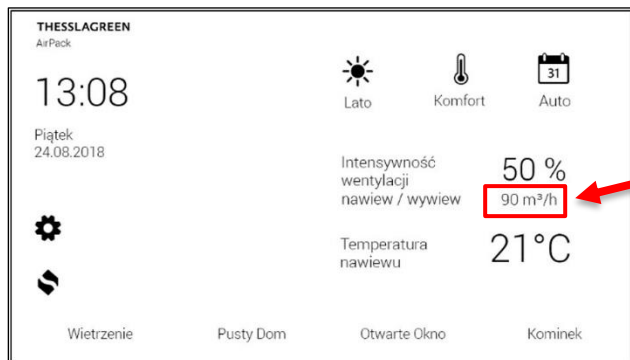 THESSLAGREEN
AirPack
13:08
Piątek
24.08.2018
31
Lato
Komfort
Auto
Intensywność
wentylacji
nawiew / wywiew
50 %
90 m³/h
Temperatura
nawiewu
21°C
Wietrzenie
Pusty Dom
Otwarte Okno
Kominek